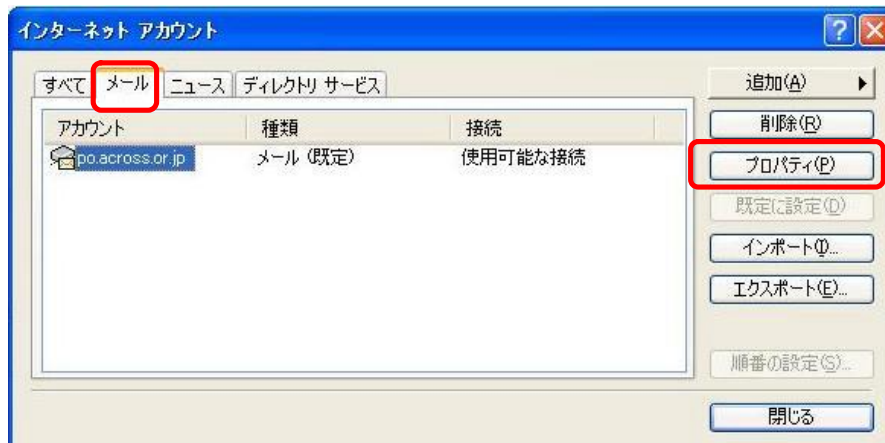 インターネット アカウント
すべて メール ニュース ディレクトリ サービス
追加(A)
アカウント 種類 接続
削除(R)
po.across.or.jp メール (既定) 使用可能な接続
プロパティ(P)
既定に設定(D)
インポート(I)...
エクスポート(E)...
順番の設定(S)...
閉じる